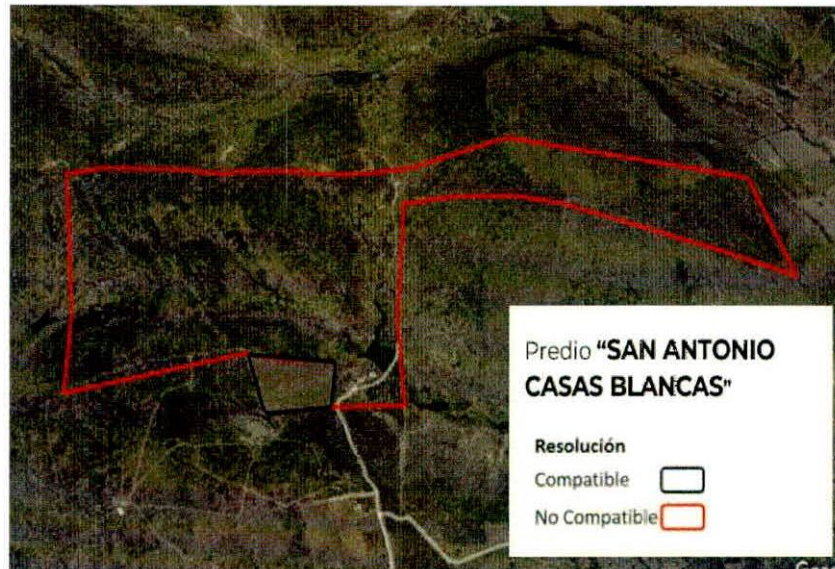 Predio "SAN ANTONIO
CASAS BLANCAS"
Resolución
Compatible
No Compatible